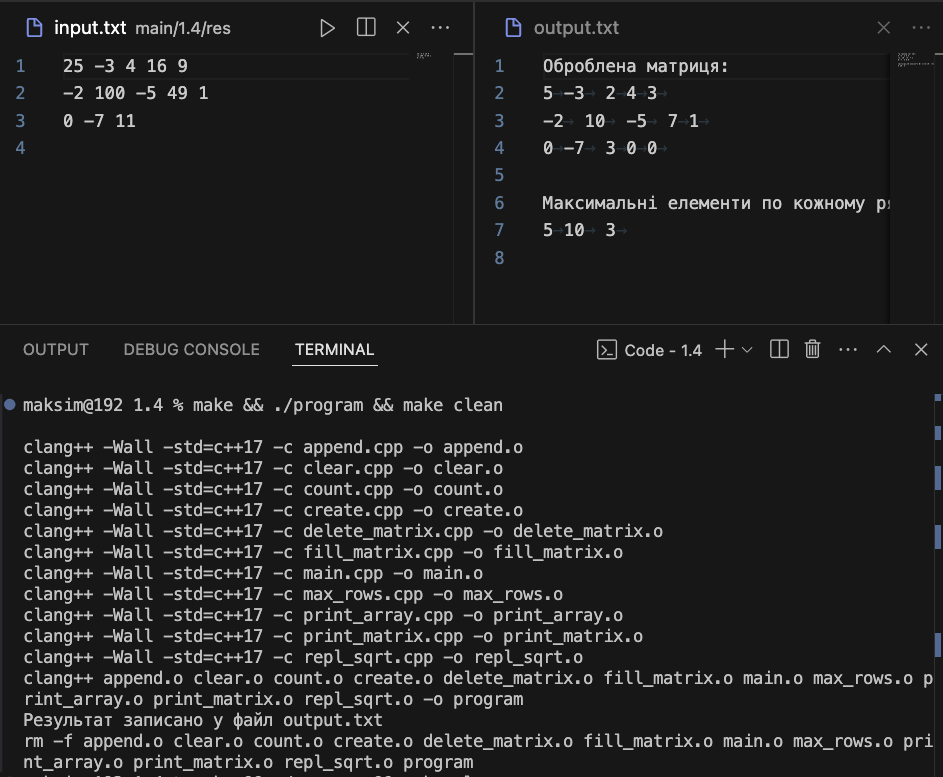 input.txt main/1.4/res
1 25 -3 4 16 9
2 -2 100 -5 49 1
3 0 -7 11
4
output.txt
1 Оброблена матриця:
2 5 -3 2 4 3
3 -2 10 -5 7 1
4 0 -7 3 0 0
5
6 Максимальні елементи по кожному
7 5 10 3
8
OUTPUT DEBUG CONSOLE TERMINAL Code - 1.4
maksim@192 1.4 % make && ./program && make clean
clang++ -Wall -std=c++17 -c append.cpp -o append.o
clang++ -Wall -std=c++17 -c clear.cpp -o clear.o
clang++ -Wall -std=c++17 -c count.cpp -o count.o
clang++ -Wall -std=c++17 -c create.cpp -o create.o
clang++ -Wall -std=c++17 -c delete_matrix.cpp -o delete_matrix.o
clang++ -Wall -std=c++17 -c fill_matrix.cpp -o fill_matrix.o
clang++ -Wall -std=c++17 -c main.cpp -o main.o
clang++ -Wall -std=c++17 -c max_rows.cpp -o max_rows.o
clang++ -Wall -std=c++17 -c print_array.cpp -o print_array.o
clang++ -Wall -std=c++17 -c print_matrix.cpp -o print_matrix.o
clang++ -Wall -std=c++17 -c repl_sqrt.cpp -o repl_sqrt.o
clang++ append.o clear.o count.o create.o delete_matrix.o fill_matrix.o main.o max_rows.o p
rint_array.o print_matrix.o repl_sqrt.o -o program
Результат записано у файл output.txt
rm -f append.o clear.o count.o create.o delete_matrix.o fill_matrix.o main.o max_rows.o pri
nt_array.o print_matrix.o repl_sqrt.o program